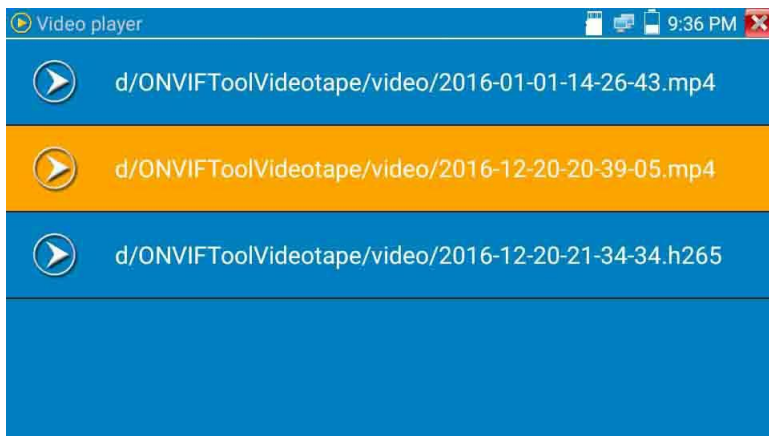 Video player
9:36 PM
d/ONVIFToolVideotape/video/2016-01-01-14-26-43.mp4
d/ONVIFToolVideotape/video/2016-12-20-20-39-05.mp4
d/ONVIFToolVideotape/video/2016-12-20-21-34-34.h265